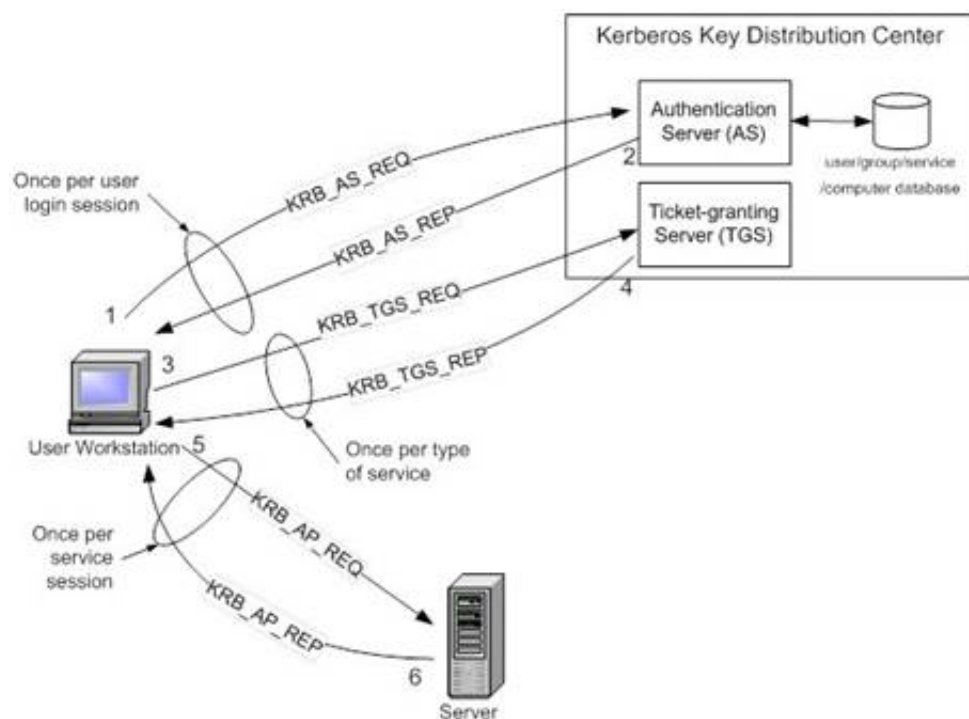 Kerberos Key Distribution Center
Authentication
Server (AS)
user/group/service
/computer database
2
Ticket-granting
Server (TGS)
4
Once per user
login session
KRB_AS_REQ
KRB_AS_REP
1
KRB_TGS_REQ
3
KRB_TGS_REP
User Workstation
5
Once per type
of service
Once per
service
session
KRB_AP_REQ
KRB_AP_REP
6
Server